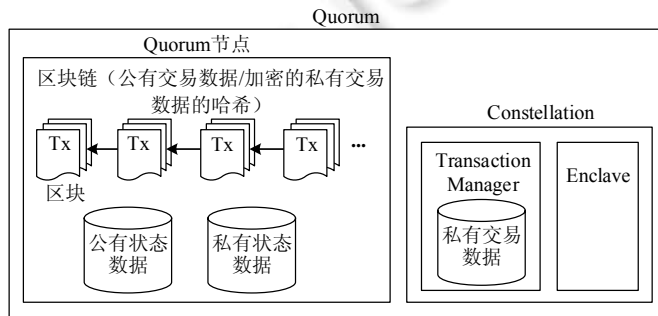 Quorum
Quorum节点
区块链（公有交易数据/加密的私有交易
数据的哈希）
Tx
Tx
Tx
Tx
...
区块
公有状态
数据
私有状态
数据
Constellation
Transaction
Manager
私有交易
数据
Enclave